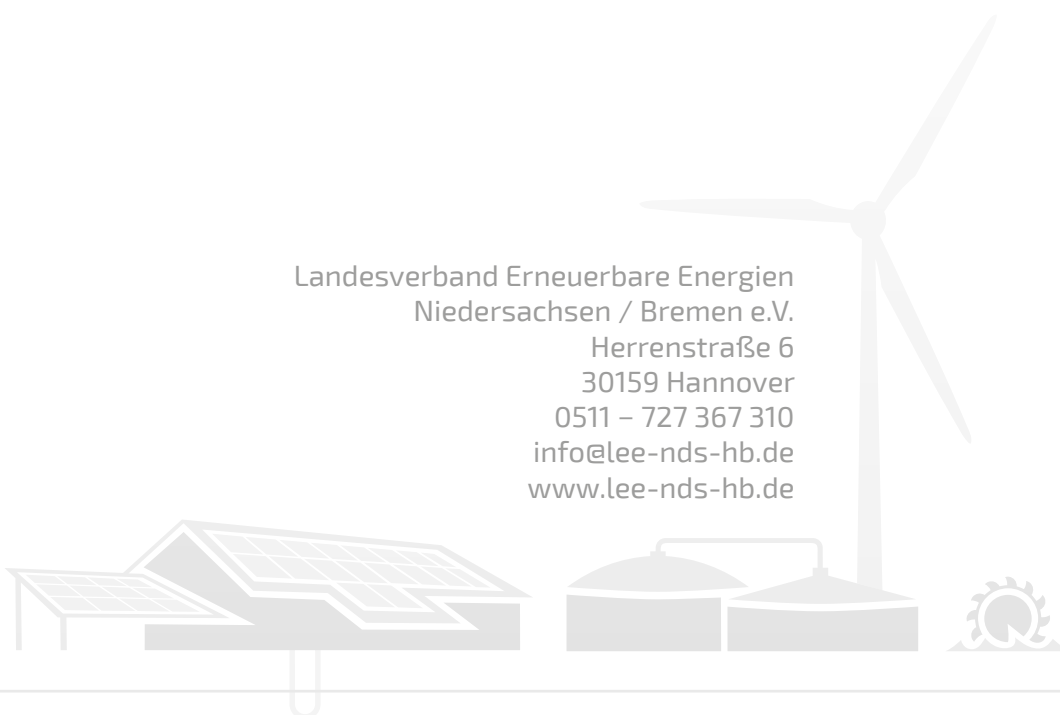 Landesverband Erneuerbare Energien
Niedersachsen / Bremen e.V.
Herrenstraße 6
30159 Hannover
0511 – 727 367 310
info@lee-nds-hb.de
www.lee-nds-hb.de